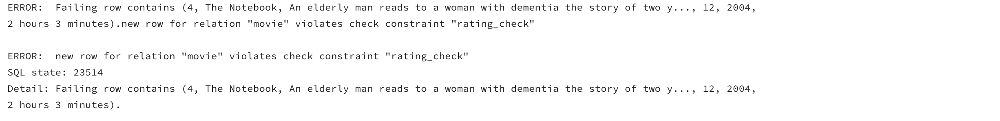 ERROR:  Failing row contains (4, The Notebook, An elderly man reads to a woman with dementia the story of two y..., 12, 2004,
2 hours 3 minutes).new row for relation "movie" violates check constraint "rating_check"
ERROR:  new row for relation "movie" violates check constraint "rating_check"
SQL state: 23514
Detail: Failing row contains (4, The Notebook, An elderly man reads to a woman with dementia the story of two y..., 12, 2004,
2 hours 3 minutes).